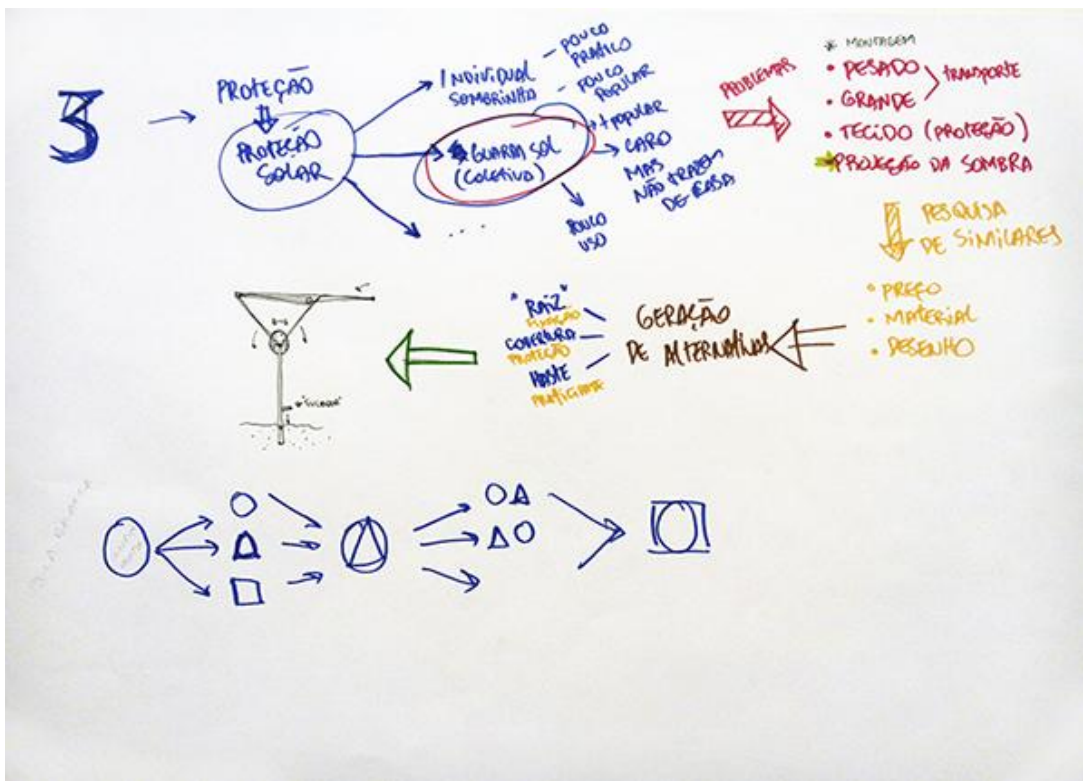 3
PROTEÇÃO
PROTEÇÃO
SOLAR
INDIVIDUAL
SOMBRINHA
POUCO
PRATICO
POUCO
POPULAR
GUARDA SOL
(COLETIVO)
+ POPULAR
CARO
MAS
NÃO TRAZEM
DE CASA
POUCO
USO
...
PROBLEMAS
* MONTAGEM
• PESADO
• GRANDE
TRANSPORTE
• TECIDO (PROTEÇÃO)
PROJEÇÃO DA SOMBRA
PESQUISA
DE SIMILARES
• PREÇO
• MATERIAL
• DESENHO
GERAÇÃO
DE ALTERNATIVAS
"RAIZ"
FIXAÇÃO
COBERTURA
PROTEÇÃO
HASTE